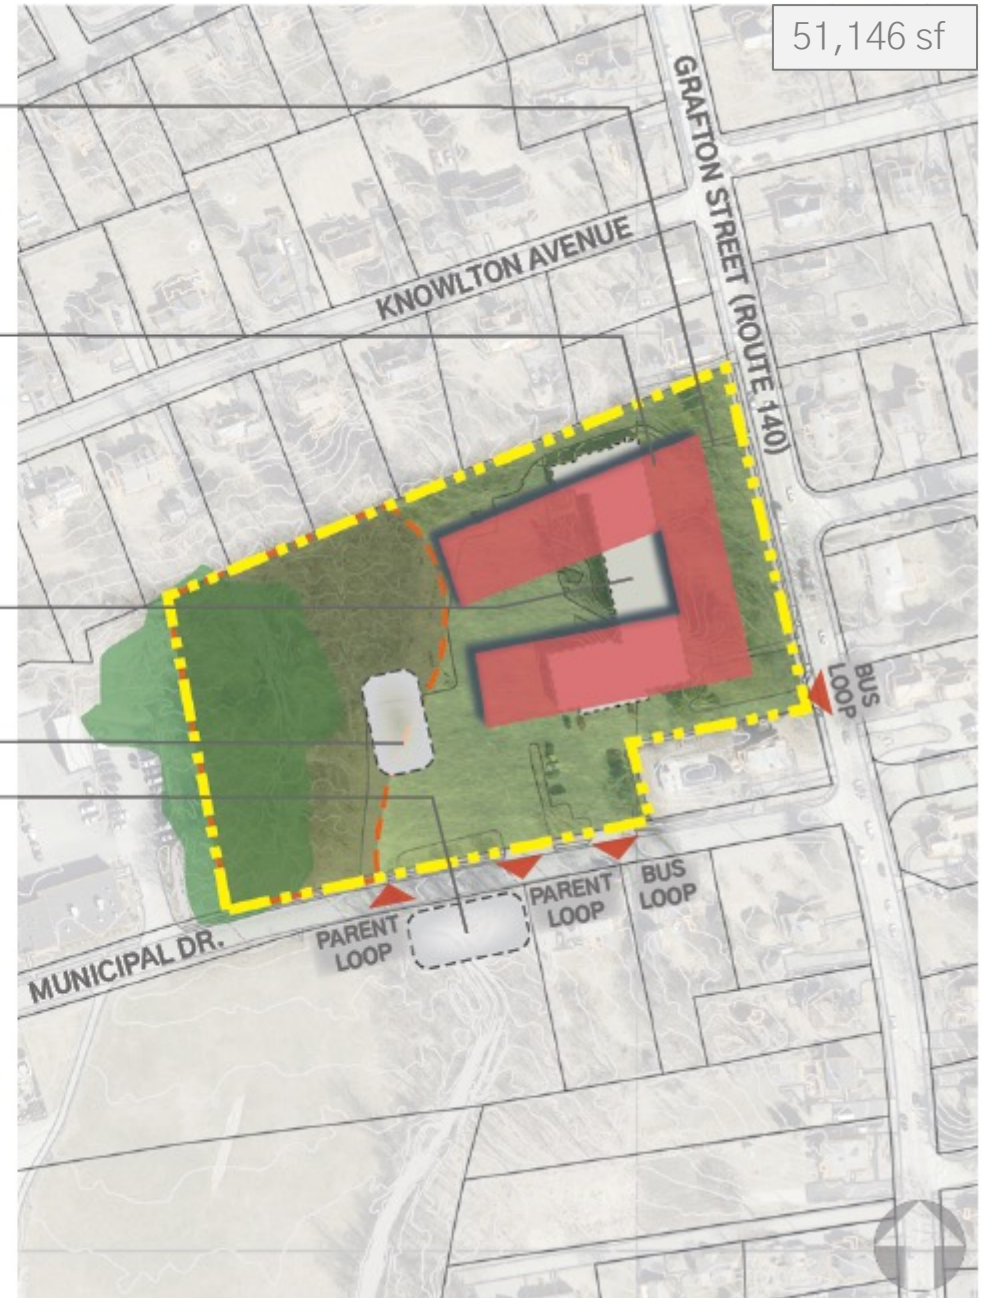 51,146 sf
GRAFTON STREET (ROUTE 140)
KNOWLTON AVENUE
BUS
LOOP
BUS
LOOP
PARENT
LOOP
PARENT
LOOP
MUNICIPAL DR.